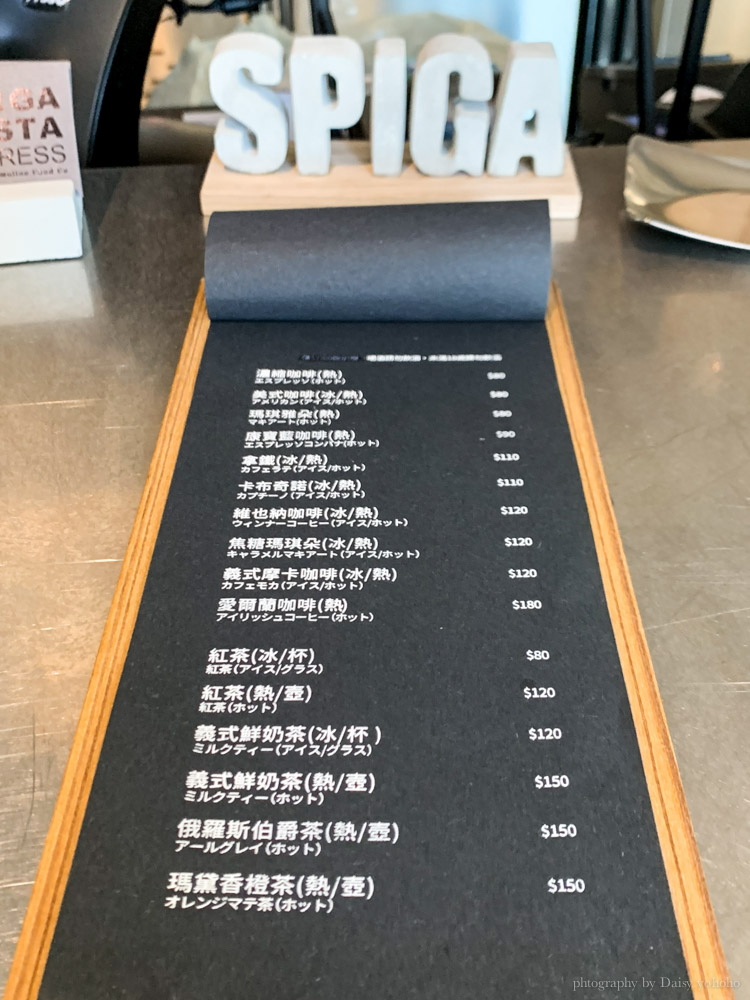 SPIGA
IGA
STA
RESS
濃縮咖啡(熱) $80
エスプレッソ(ホット)
義式咖啡(冰/熱) $80
アメリカン(アイス/ホット)
瑪琪雅朵(熱) $80
マキアート(ホット)
康寶藍咖啡(熱) $90
エスプレッソコンパナ(ホット)
拿鐵(冰/熱) $110
カフェラテ(アイス/ホット)
卡布奇諾(冰/熱) $110
カプチーノ(アイス/ホット)
維也納咖啡(冰/熱) $120
ウィンナーコーヒー(アイス/ホット)
焦糖瑪琪朵(冰/熱) $120
キャラメルマキアート(アイス/ホット)
義式摩卡咖啡(冰/熱) $120
カフェモカ(アイス/ホット)
愛爾蘭咖啡(熱) $180
アイリッシュコーヒー(ホット)
紅茶(冰/杯) $80
紅茶(アイス/グラス)
紅茶(熱/壺) $120
紅茶(ホット)
義式鮮奶茶(冰/杯) $120
ミルクティー(アイス/グラス)
義式鮮奶茶(熱/壺) $150
ミルクティー(ホット)
俄羅斯伯爵茶(熱/壺) $150
アールグレイ(ホット)
瑪黛香橙茶(熱/壺) $150
オレンジマテ茶(ホット)
phtography by Daisy yohoho